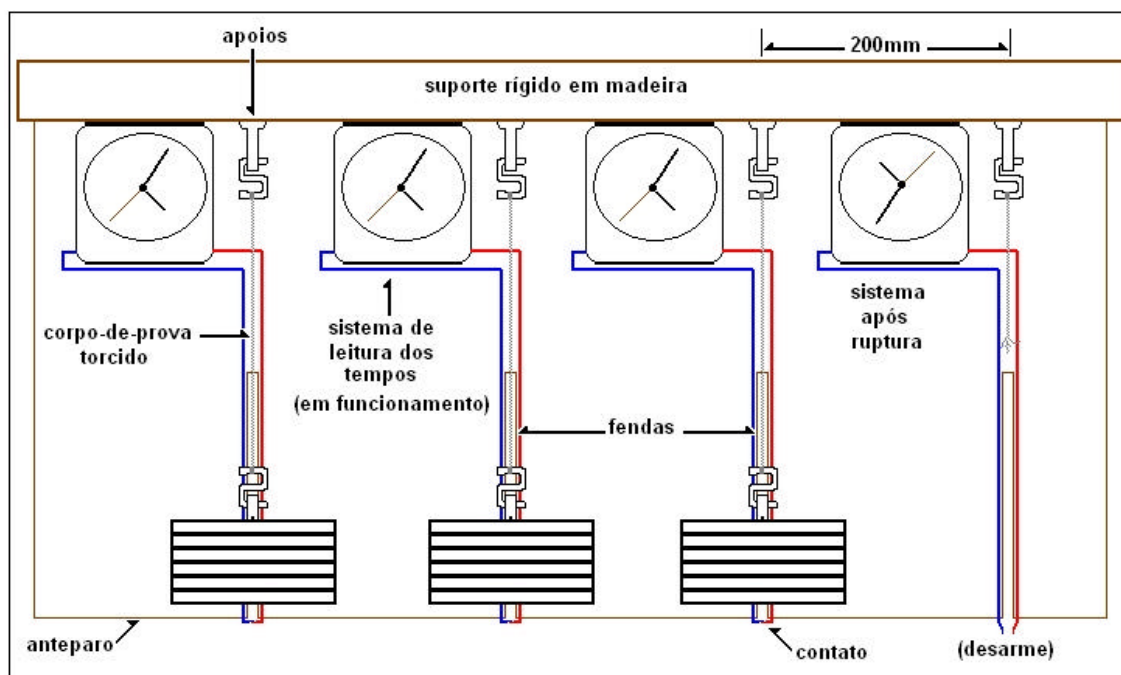 apoios
200mm
suporte rígido em madeira
corpo-de-prova
torcido
sistema de
leitura dos
tempos
(em funcionamento)
sistema
após
ruptura
fendas
anteparo
contato
(desarme)